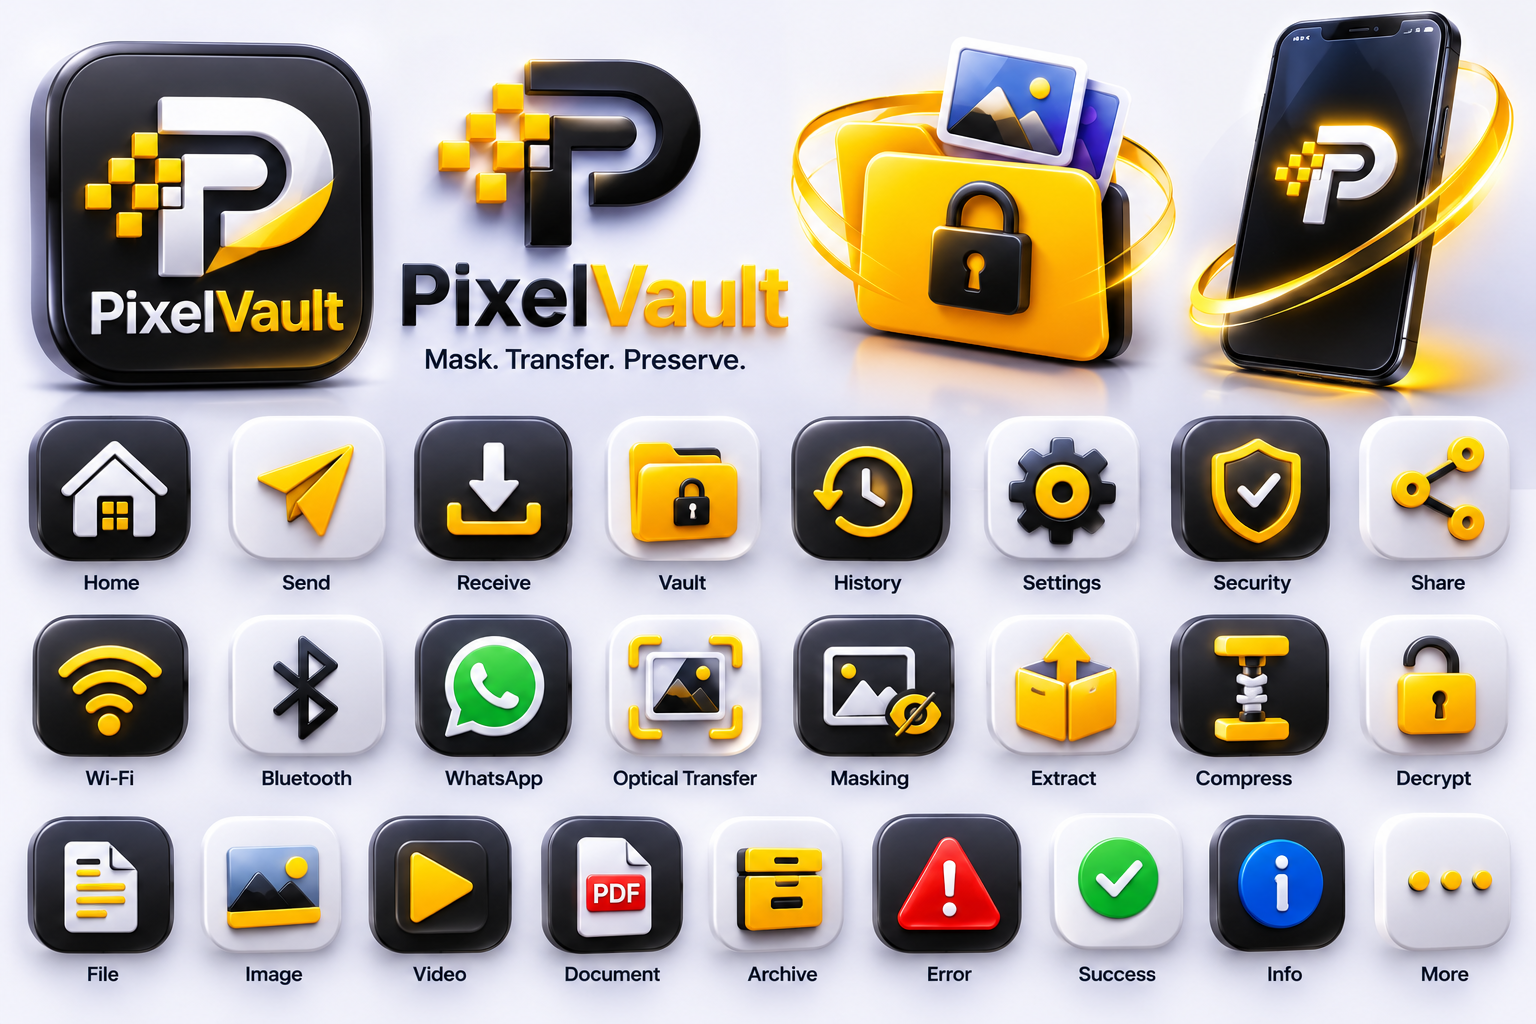 PixelVault
PixelVault
Mask. Transfer. Preserve.
Home
Send
Receive
Vault
History
Settings
Security
Share
Wi-Fi
Bluetooth
WhatsApp
Optical Transfer
Masking
Extract
Compress
Decrypt
PDF
File
Image
Video
Document
Archive
Error
Success
Info
More